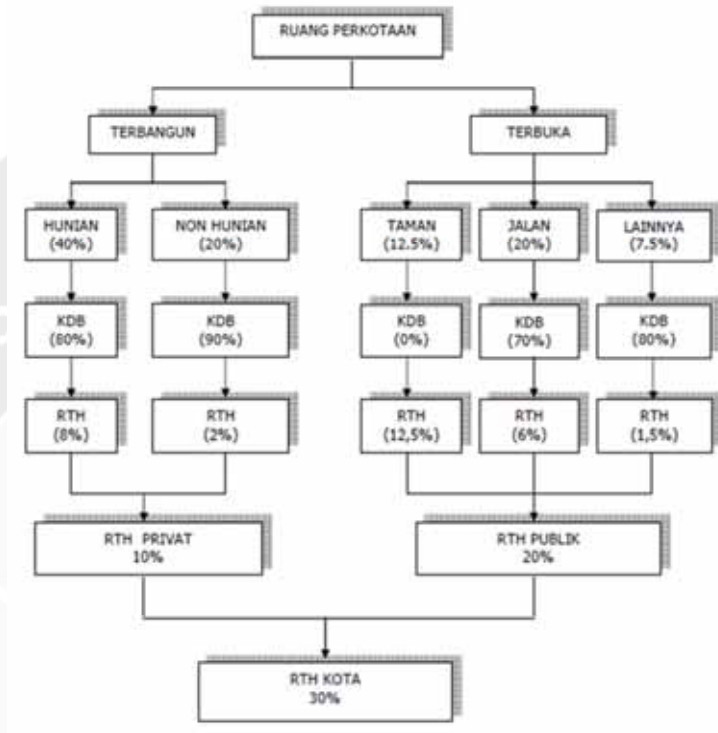 RUANG PERKOTAAN
TERBANGUN
TERBUKA
HUNIAN
(40%)
NON HUNIAN
(20%)
TAMAN
(12.5%)
JALAN
(20%)
LAINNYA
(7.5%)
KDB
(80%)
KDB
(90%)
KDB
(0%)
KDB
(70%)
KDB
(80%)
RTH
(8%)
RTH
(2%)
RTH
(12,5%)
RTH
(6%)
RTH
(1,5%)
RTH PRIVAT
10%
RTH PUBLIK
20%
RTH KOTA
30%